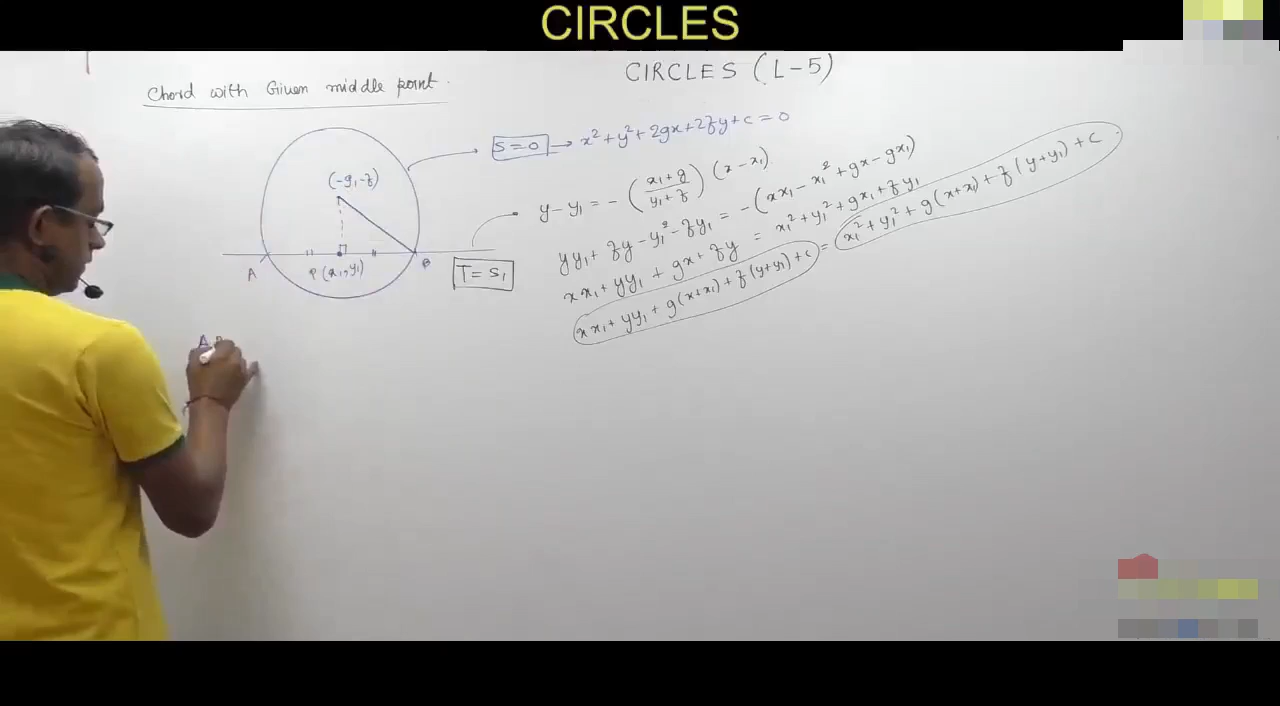 CIRCLES
CIRCLES (L-5)
Chord with Given middle point.
S=0 → x²+y²+2gx+2fy+c=0
(-g,-f)
y-y₁ = -((x₁+g)/(y₁+f)) (x-x₁)
yy₁+fy-y₁²-fy₁ = -(xx₁-x₁²+gx-gx₁)
xx₁+yy₁+gx+fy = x₁²+y₁²+gx₁+fy₁
xx₁+yy₁+g(x+x₁)+f(y+y₁)+c = x₁²+y₁²+g(x+x₁)+f(y+y₁)+c
A
P(x₁,y₁)
B
T=S₁
A